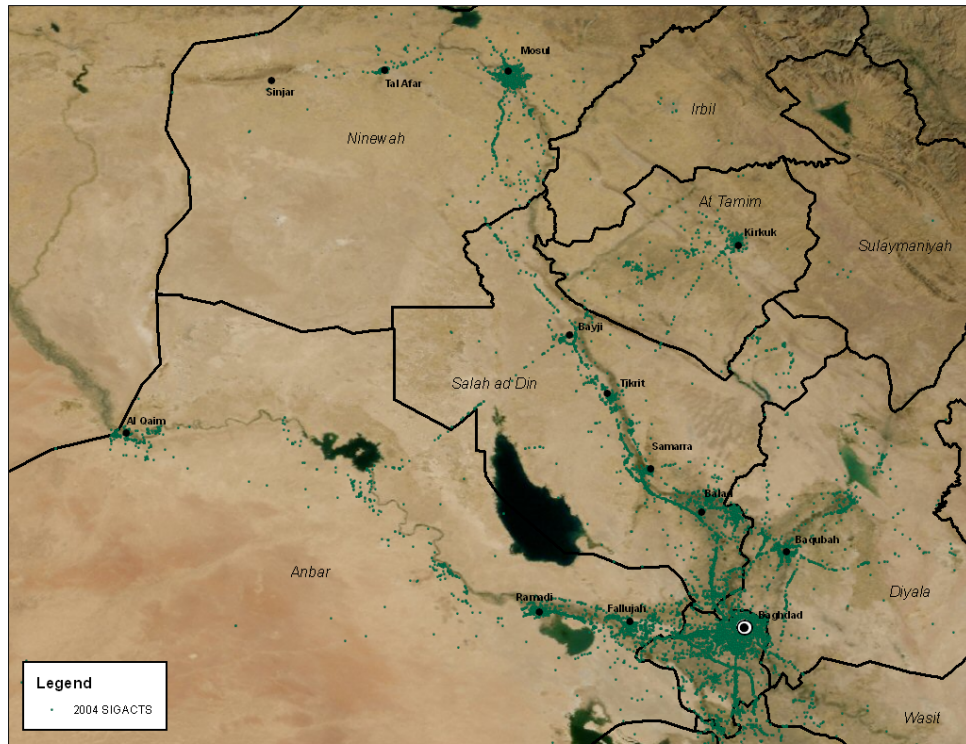 Mosul
Tal Afar
Sinjar
Irbil
Ninewah
At Tamim
Kirkuk
Sulaymaniyah
Bayji
Salah ad Din
Tikrit
Al Qaim
Samarra
Balad
Baqubah
Anbar
Diyala
Ramadi
Fallujah
Baghdad
Legend
2004 SIGACTS
Wasit